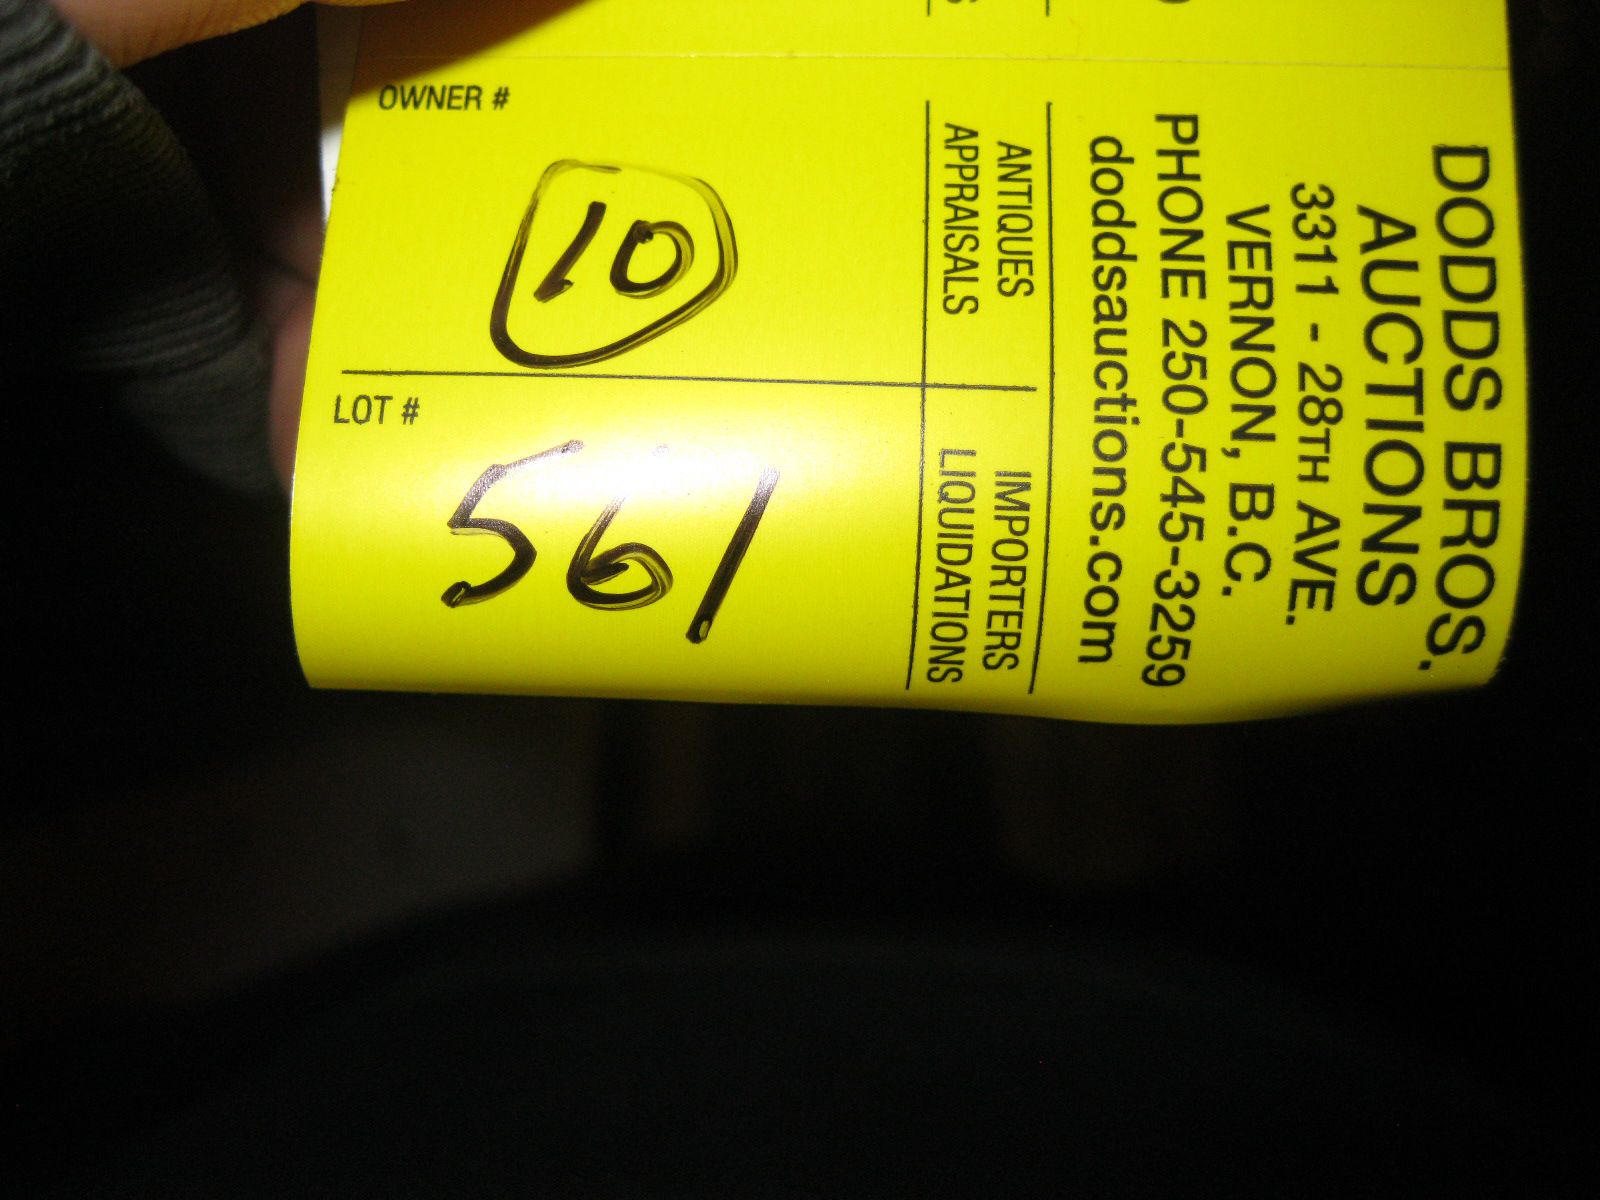 DODDS BROS.
AUCTIONS
3311 - 28TH AVE.
VERNON, B.C.
PHONE 250-545-3259
doddsauctions.com
ANTIQUES
APPRAISALS
IMPORTERS
LIQUIDATIONS
OWNER #
10
LOT #
561